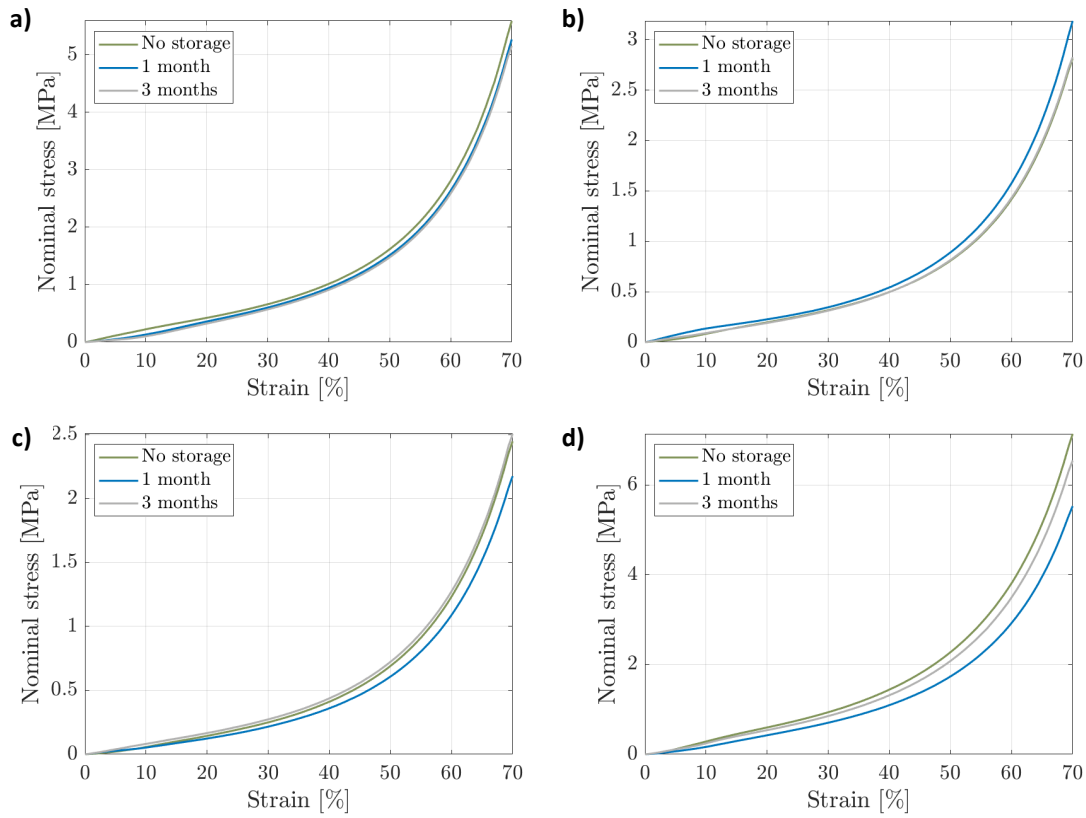 a)
Nominal stress [MPa]
5
4
3
2
1
0
No storage
1 month
3 months
0 10 20 30 40 50 60 70
Strain [%]
b)
Nominal stress [MPa]
3
2.5
2
1.5
1
0.5
0
No storage
1 month
3 months
0 10 20 30 40 50 60 70
Strain [%]
c)
Nominal stress [MPa]
2.5
2
1.5
1
0.5
0
No storage
1 month
3 months
0 10 20 30 40 50 60 70
Strain [%]
d)
Nominal stress [MPa]
6
4
2
0
No storage
1 month
3 months
0 10 20 30 40 50 60 70
Strain [%]